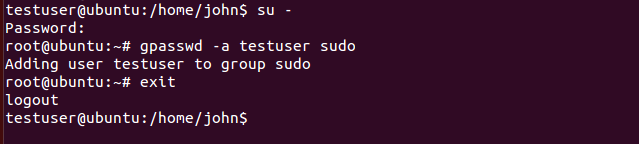 testuser@ubuntu:/home/john$ su -
Password:
root@ubuntu:~# gpasswd -a testuser sudo
Adding user testuser to group sudo
root@ubuntu:~# exit
logout
testuser@ubuntu:/home/john$